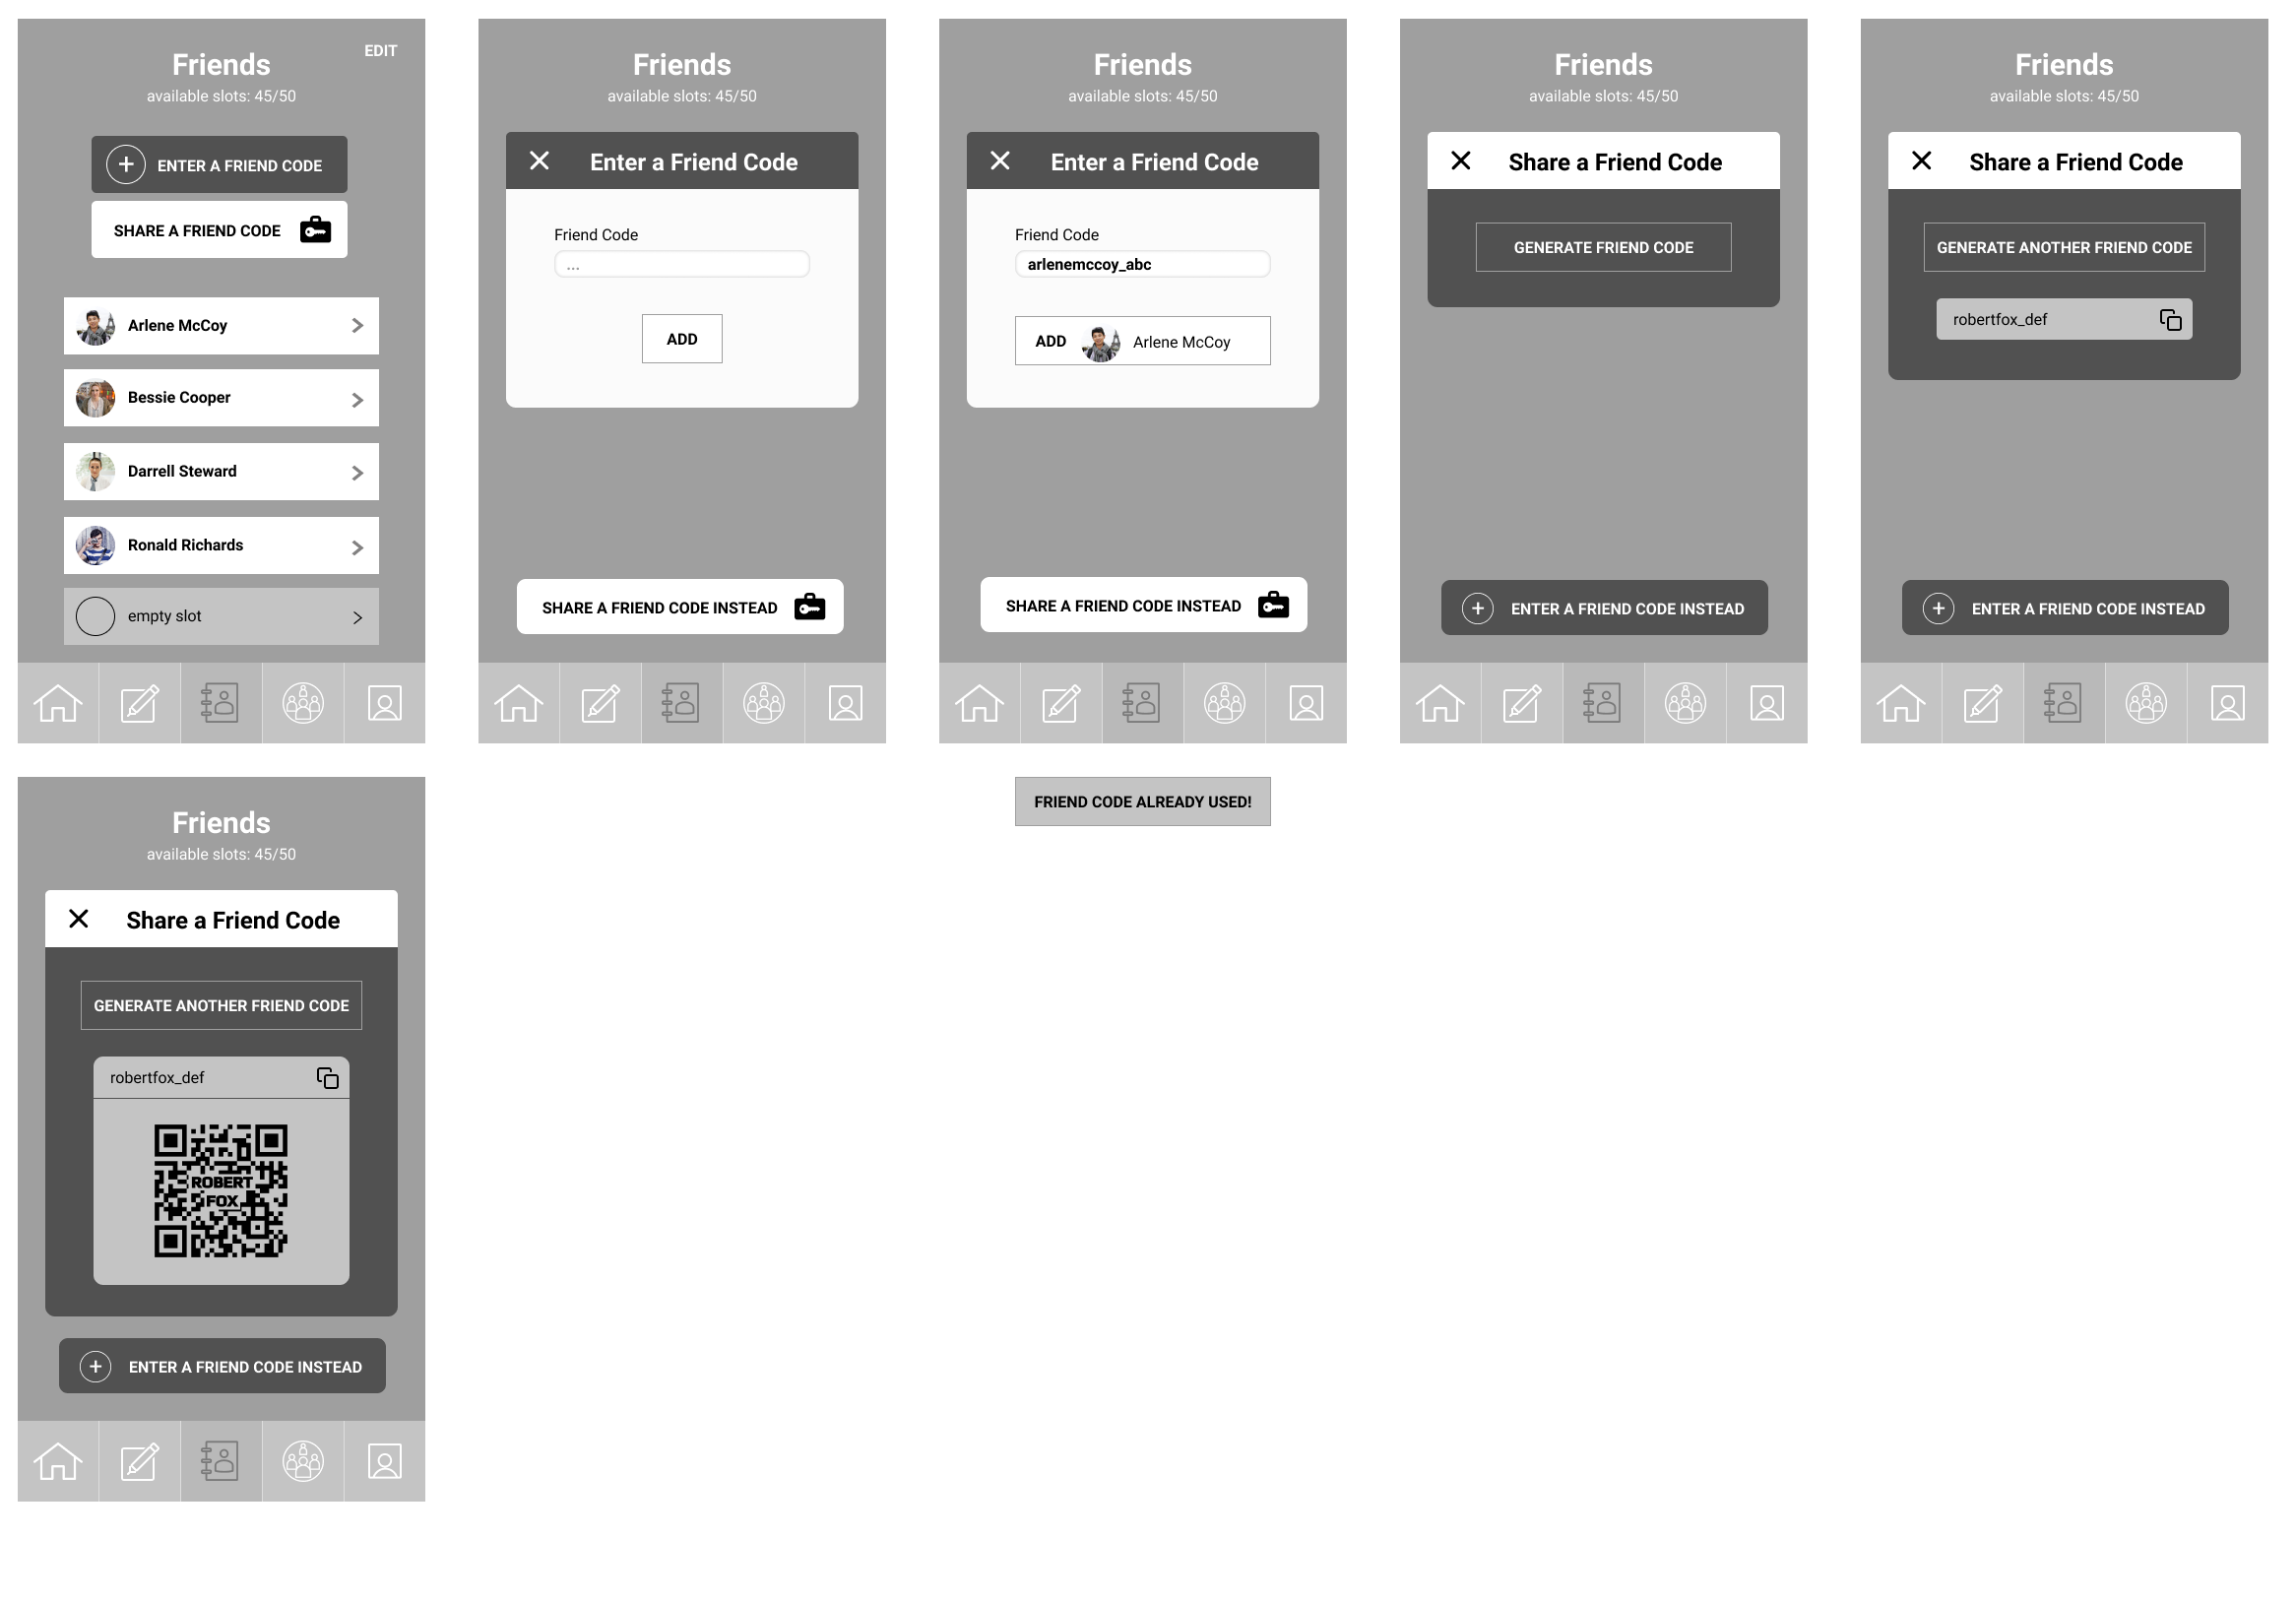 Friends
EDIT
available slots: 45/50
ENTER A FRIEND CODE
SHARE A FRIEND CODE
Arlene McCoy
Bessie Cooper
Darrell Steward
Ronald Richards
empty slot
Friends
available slots: 45/50
Enter a Friend Code
Friend Code
...
ADD
SHARE A FRIEND CODE INSTEAD
Friends
available slots: 45/50
Enter a Friend Code
Friend Code
arlenemccoy_abc
ADD Arlene McCoy
SHARE A FRIEND CODE INSTEAD
Friends
available slots: 45/50
Share a Friend Code
GENERATE FRIEND CODE
ENTER A FRIEND CODE INSTEAD
Friends
available slots: 45/50
Share a Friend Code
GENERATE ANOTHER FRIEND CODE
robertfox_def
ENTER A FRIEND CODE INSTEAD
Friends
available slots: 45/50
Share a Friend Code
GENERATE ANOTHER FRIEND CODE
robertfox_def
ROBERT
FOX
ENTER A FRIEND CODE INSTEAD
FRIEND CODE ALREADY USED!